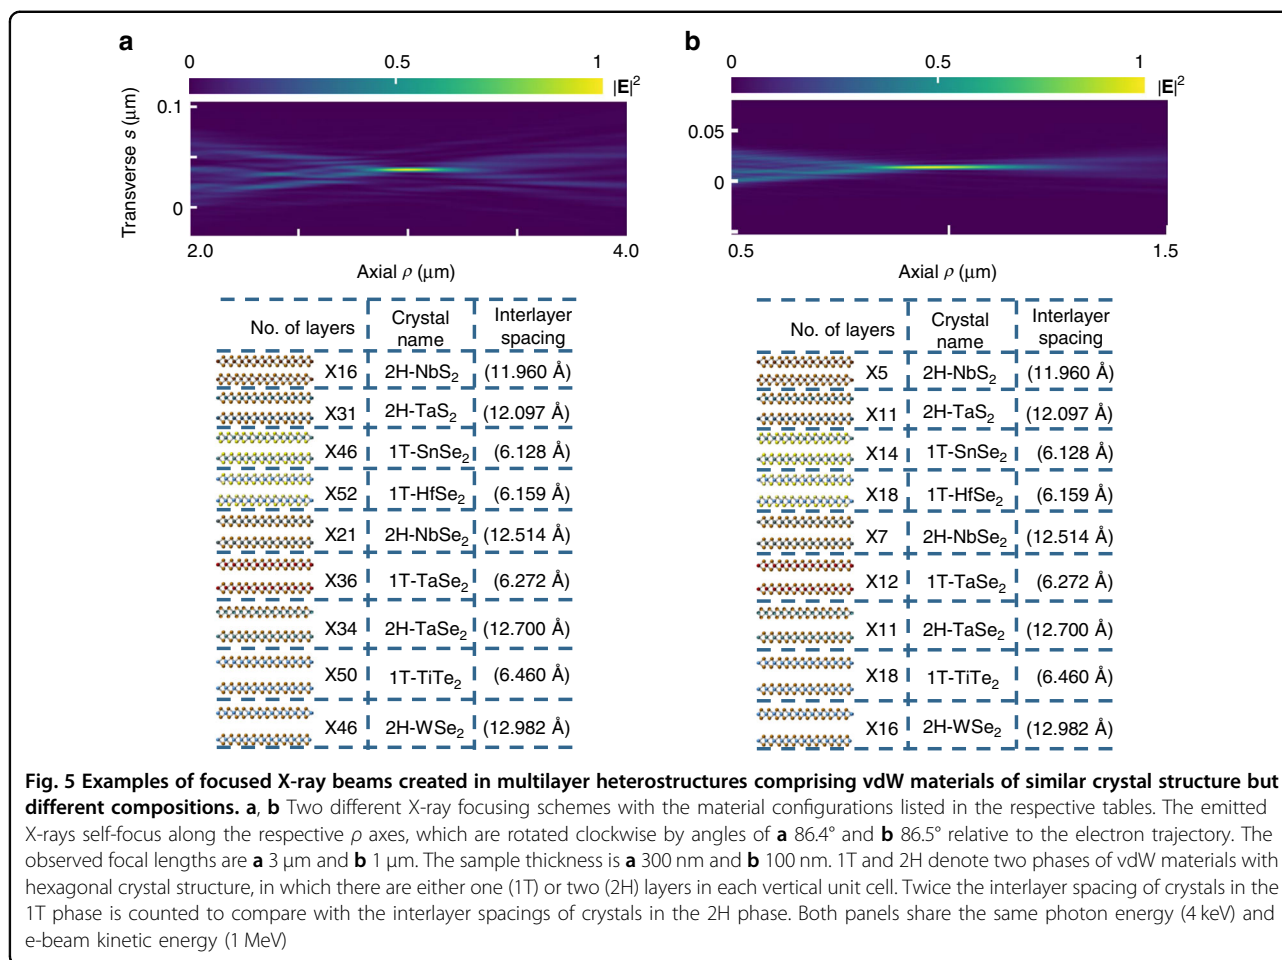 a
0 0.5 1
|E|²
0.1
0
Transverse s (μm)
2.0 4.0
Axial ρ (μm)
b
0 0.5 1
|E|²
0.05
0
0.5 1.5
Axial ρ (μm)
No. of layers Crystal name Interlayer spacing
X16 2H-NbS₂ (11.960 Å)
X31 2H-TaS₂ (12.097 Å)
X46 1T-SnSe₂ (6.128 Å)
X52 1T-HfSe₂ (6.159 Å)
X21 2H-NbSe₂ (12.514 Å)
X36 1T-TaSe₂ (6.272 Å)
X34 2H-TaSe₂ (12.700 Å)
X50 1T-TiTe₂ (6.460 Å)
X46 2H-WSe₂ (12.982 Å)
No. of layers Crystal name Interlayer spacing
X5 2H-NbS₂ (11.960 Å)
X11 2H-TaS₂ (12.097 Å)
X14 1T-SnSe₂ (6.128 Å)
X18 1T-HfSe₂ (6.159 Å)
X7 2H-NbSe₂ (12.514 Å)
X12 1T-TaSe₂ (6.272 Å)
X11 2H-TaSe₂ (12.700 Å)
X18 1T-TiTe₂ (6.460 Å)
X16 2H-WSe₂ (12.982 Å)
Fig. 5 Examples of focused X-ray beams created in multilayer heterostructures comprising vdW materials of similar crystal structure but
different compositions. a, b Two different X-ray focusing schemes with the material configurations listed in the respective tables. The emitted
X-rays self-focus along the respective ρ axes, which are rotated clockwise by angles of a 86.4° and b 86.5° relative to the electron trajectory. The
observed focal lengths are a 3 μm and b 1 μm. The sample thickness is a 300 nm and b 100 nm. 1T and 2H denote two phases of vdW materials with
hexagonal crystal structure, in which there are either one (1T) or two (2H) layers in each vertical unit cell. Twice the interlayer spacing of crystals in the
1T phase is counted to compare with the interlayer spacings of crystals in the 2H phase. Both panels share the same photon energy (4 keV) and
e-beam kinetic energy (1 MeV)